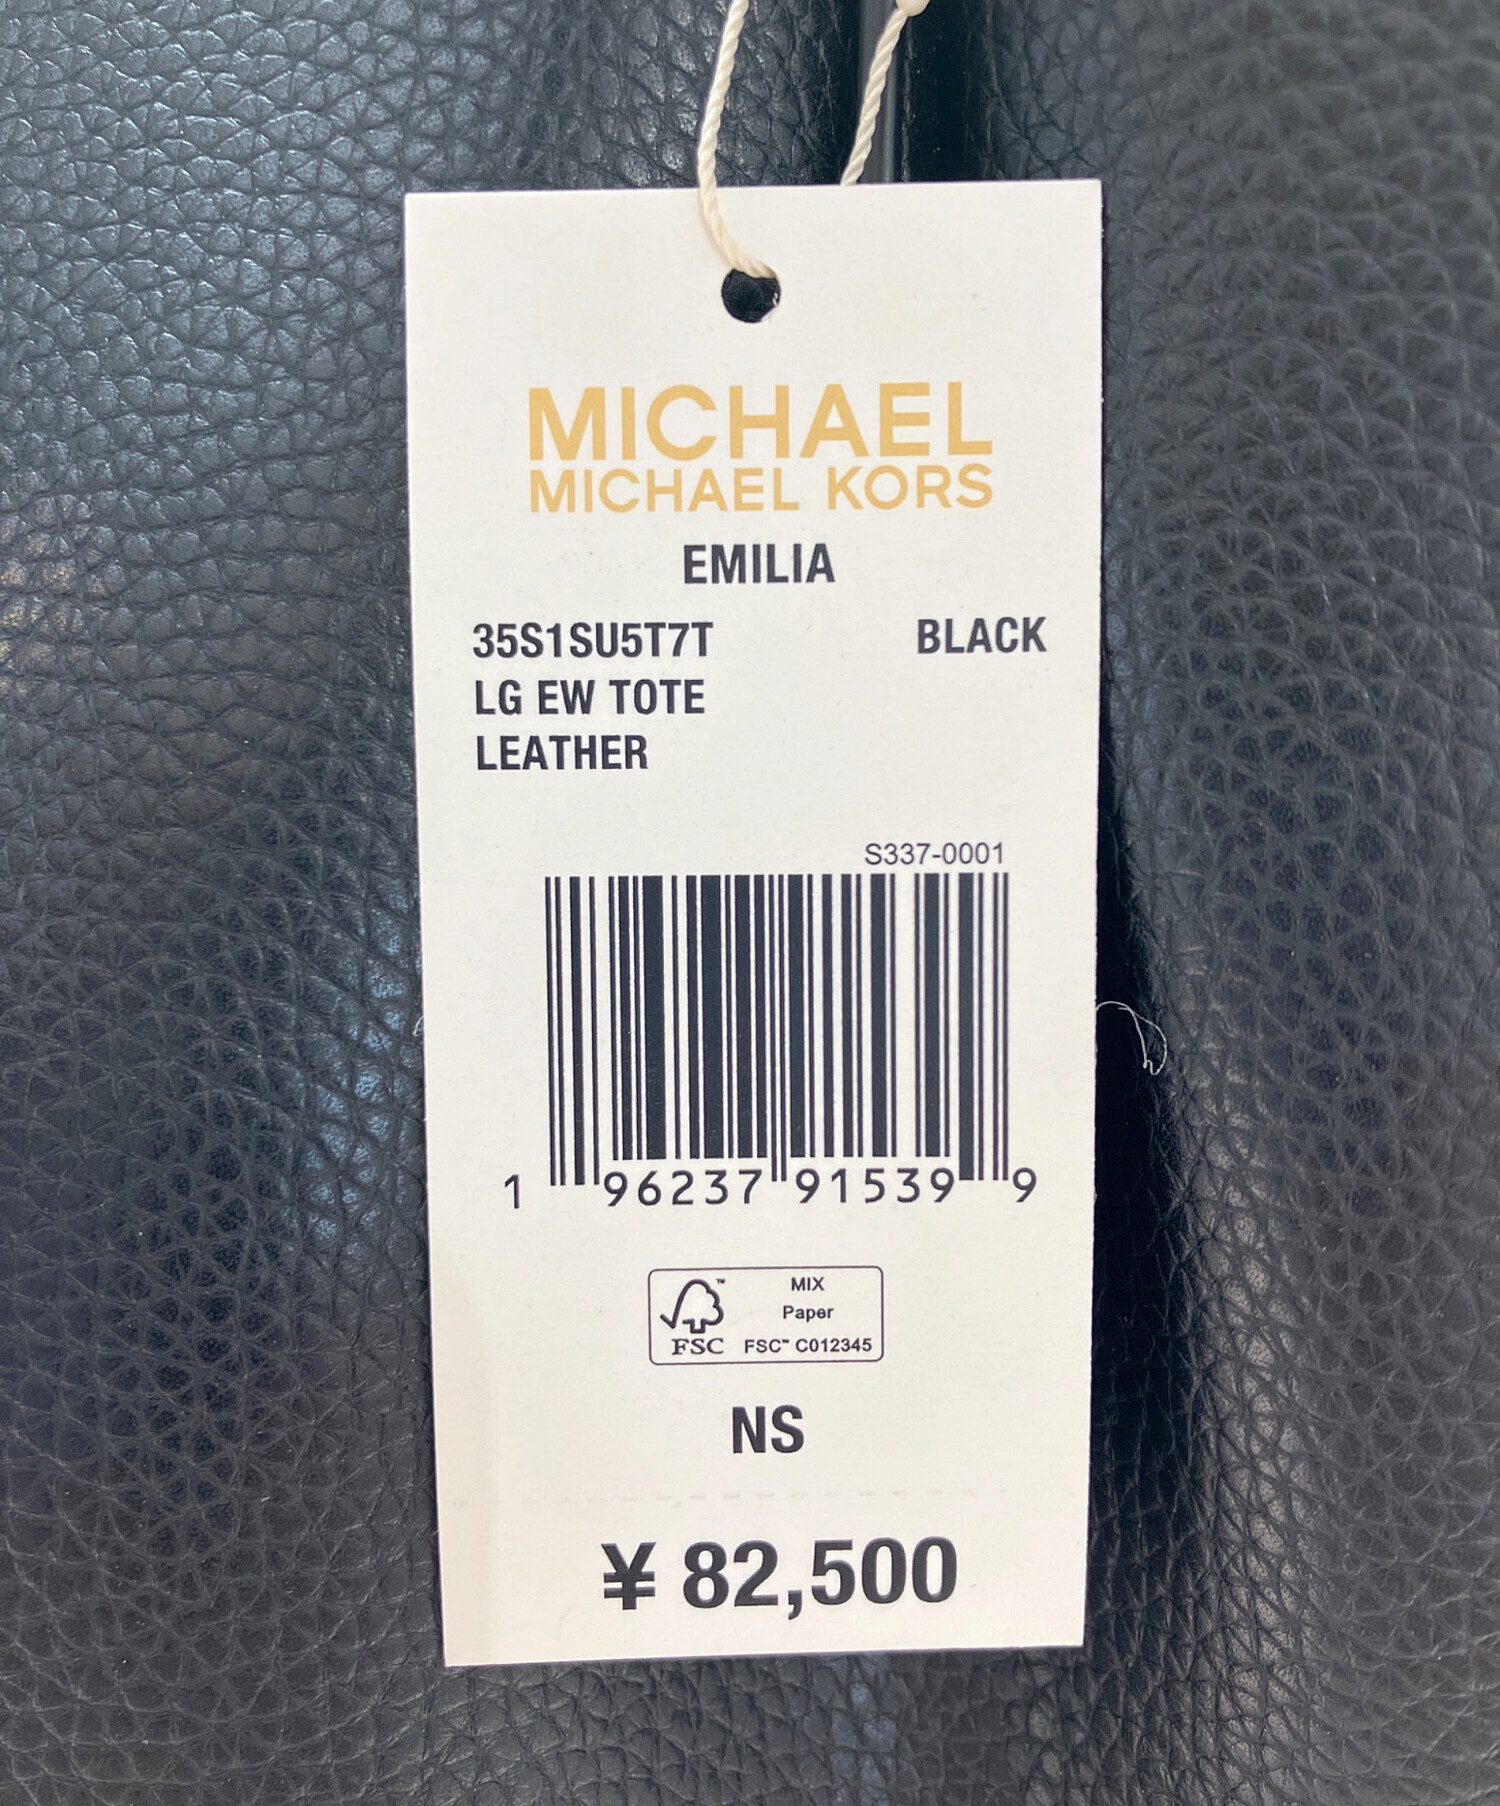 MICHAEL
MICHAEL KORS
EMILIA
35S1SU5T7T BLACK
LG EW TOTE
LEATHER
S337-0001
1 96237 91539 9
FSC™
MIX
Paper
FSC™ C012345
NS
¥ 82,500